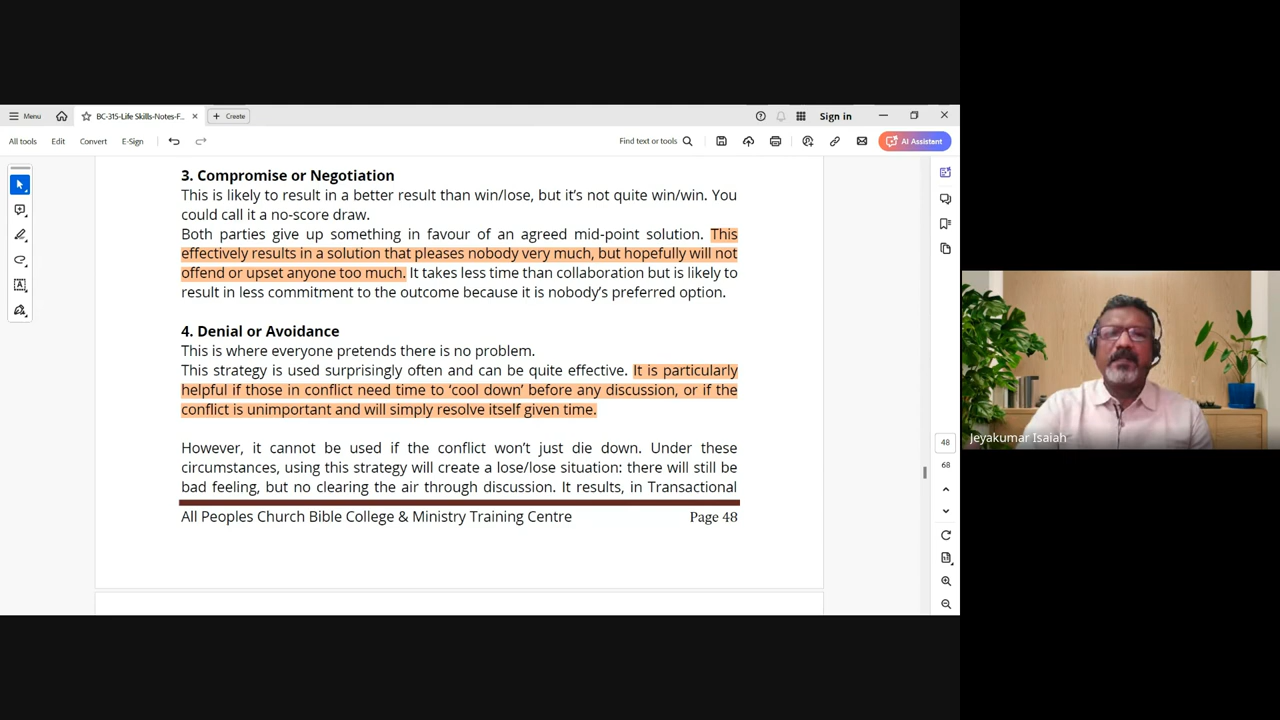 Menu
BC-315-Life Skills-Notes-F...
Create
Sign in
All tools
Edit
Convert
E-Sign
Find text or tools
AI Assistant
3. Compromise or Negotiation
This is likely to result in a better result than win/lose, but it’s not quite win/win. You
could call it a no-score draw.
Both parties give up something in favour of an agreed mid-point solution. This
effectively results in a solution that pleases nobody very much, but hopefully will not
offend or upset anyone too much. It takes less time than collaboration but is likely to
result in less commitment to the outcome because it is nobody’s preferred option.
4. Denial or Avoidance
This is where everyone pretends there is no problem.
This strategy is used surprisingly often and can be quite effective. It is particularly
helpful if those in conflict need time to ‘cool down’ before any discussion, or if the
conflict is unimportant and will simply resolve itself given time.
However, it cannot be used if the conflict won’t just die down. Under these
circumstances, using this strategy will create a lose/lose situation: there will still be
bad feeling, but no clearing the air through discussion. It results, in Transactional
All Peoples Church Bible College & Ministry Training Centre
Page 48
48
68
Jeyakumar Isaiah